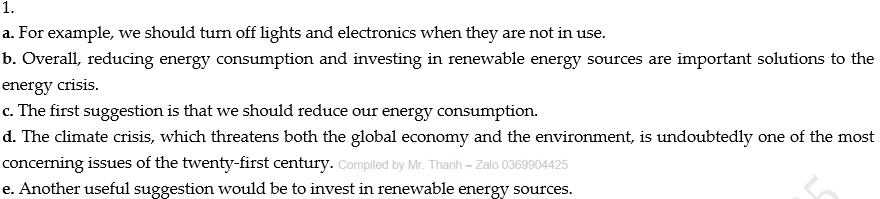 1.
a. For example, we should turn off lights and electronics when they are not in use.
b. Overall, reducing energy consumption and investing in renewable energy sources are important solutions to the
energy crisis.
c. The first suggestion is that we should reduce our energy consumption.
d. The climate crisis, which threatens both the global economy and the environment, is undoubtedly one of the most
concerning issues of the twenty-first century. Compiled by Mr. Thanh – Zalo 0369904425
e. Another useful suggestion would be to invest in renewable energy sources.